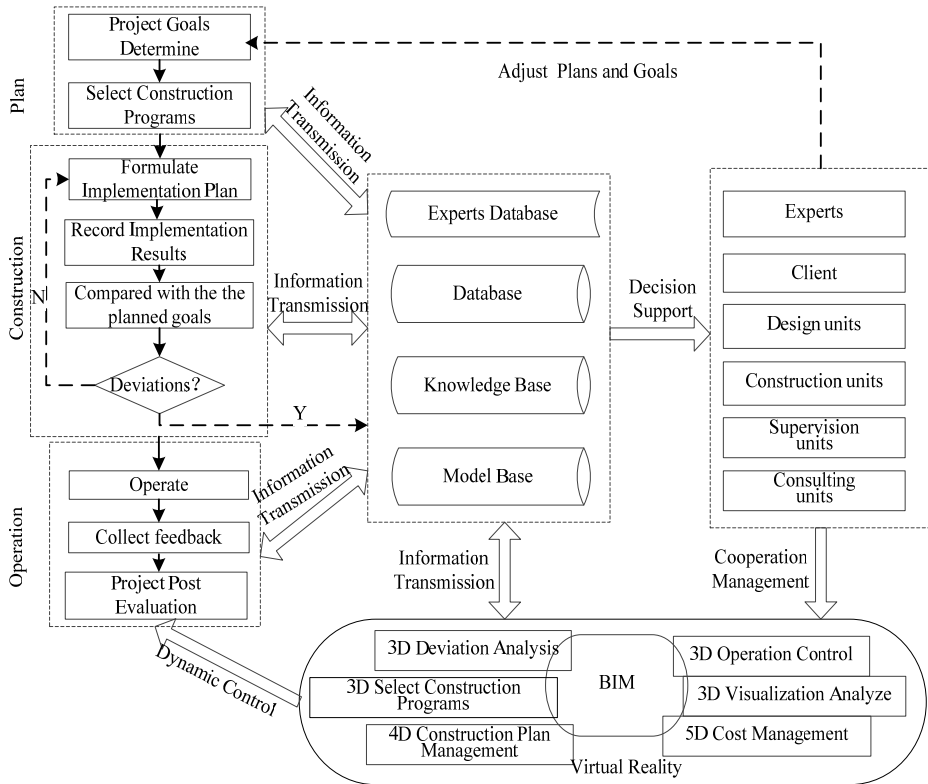 Plan
Project Goals
Determine
Select Construction
Programs
Construction
Formulate
Implementation Plan
Record Implementation
Results
Compared with the the
planned goals
Deviations?
N
Y
Operation
Operate
Collect feedback
Project Post
Evaluation
Information
Transmission
Information
Transmission
Information
Transmission
Experts Database
Database
Knowledge Base
Model Base
Adjust Plans and Goals
Decision
Support
Experts
Client
Design units
Construction units
Supervision
units
Consulting
units
Information
Transmission
Cooperation
Management
Dynamic Control
3D Deviation Analysis
3D Select Construction
Programs
4D Construction Plan
Management
BIM
3D Operation Control
3D Visualization Analyze
5D Cost Management
Virtual Reality